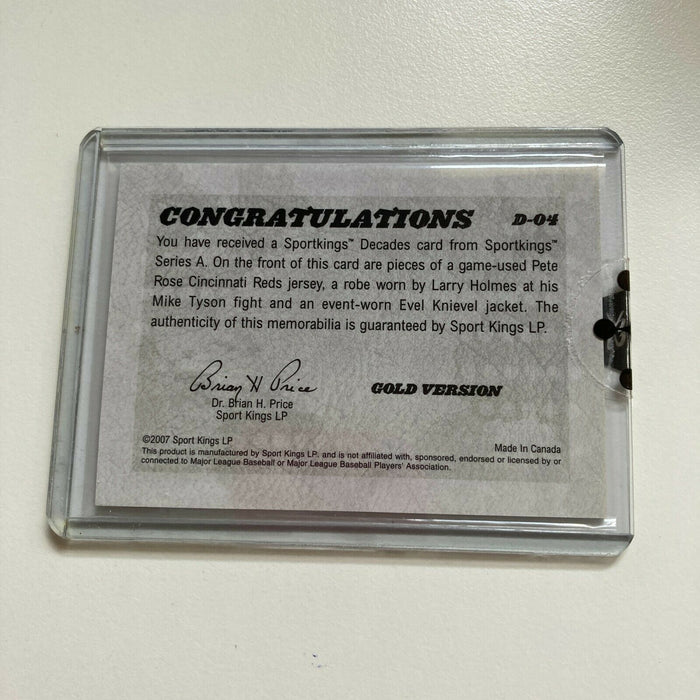 CONGRATULATIONS D-04
You have received a Sportkings™ Decades card from Sportkings™
Series A. On the front of this card are pieces of a game-used Pete
Rose Cincinnati Reds jersey, a robe worn by Larry Holmes at his
Mike Tyson fight and an event-worn Evel Knievel jacket. The
authenticity of this memorabilia is guaranteed by Sport Kings LP.
Brian H Price
Dr. Brian H. Price
Sport Kings LP
GOLD VERSION
©2007 Sport Kings LP
Made In Canada
This product is manufactured by Sport Kings LP. and is not affiliated with, sponsored, endorsed or licensed by or
connected to Major League Baseball or Major League Baseball Players' Association.